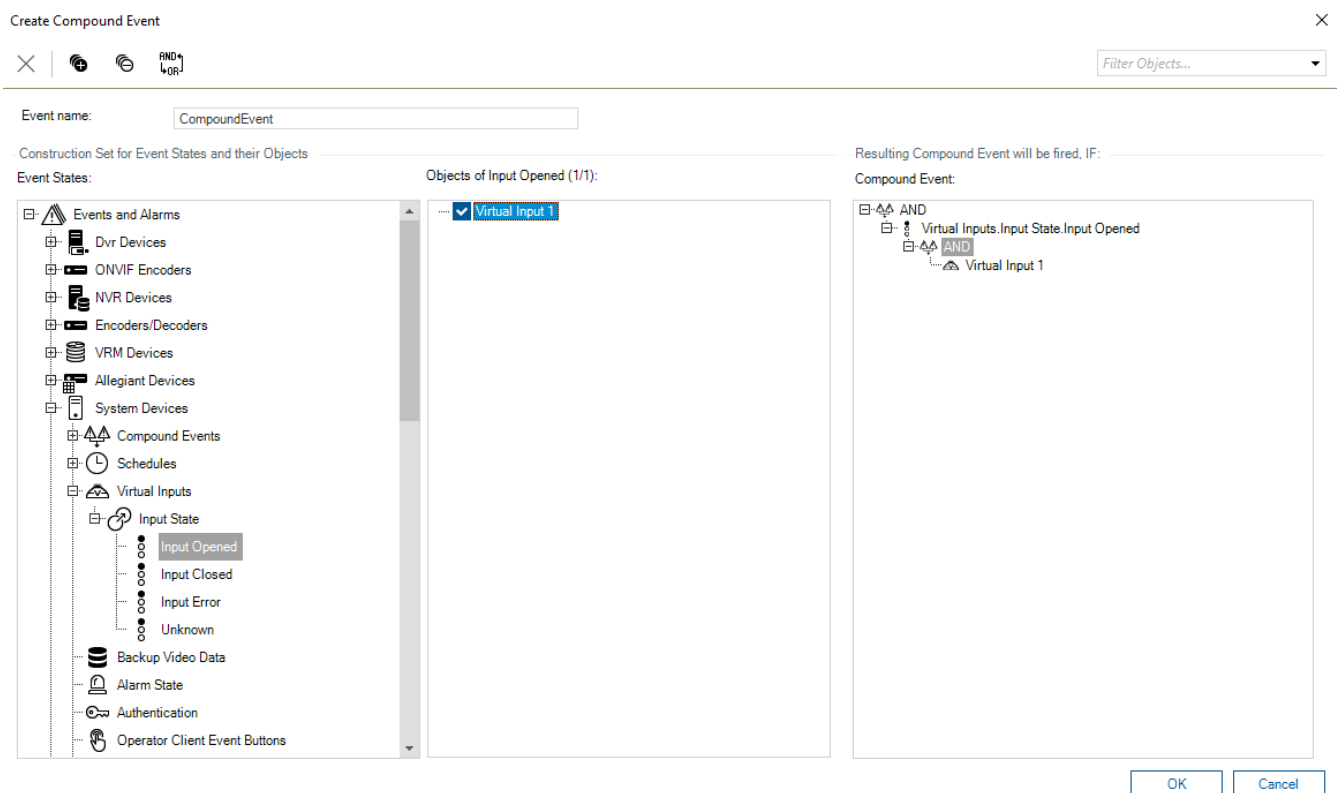 Create Compound Event
AND
OR
Filter Objects...
Event name:
CompoundEvent
Construction Set for Event States and their Objects
Resulting Compound Event will be fired, IF:
Event States:
Objects of Input Opened (1/1):
Compound Event:
Events and Alarms
Dvr Devices
ONVIF Encoders
NVR Devices
Encoders/Decoders
VRM Devices
Allegiant Devices
System Devices
Compound Events
Schedules
Virtual Inputs
Input State
Input Opened
Input Closed
Input Error
Unknown
Backup Video Data
Alarm State
Authentication
Operator Client Event Buttons
Virtual Input 1
AND
Virtual Inputs.Input State.Input Opened
AND
Virtual Input 1
OK
Cancel